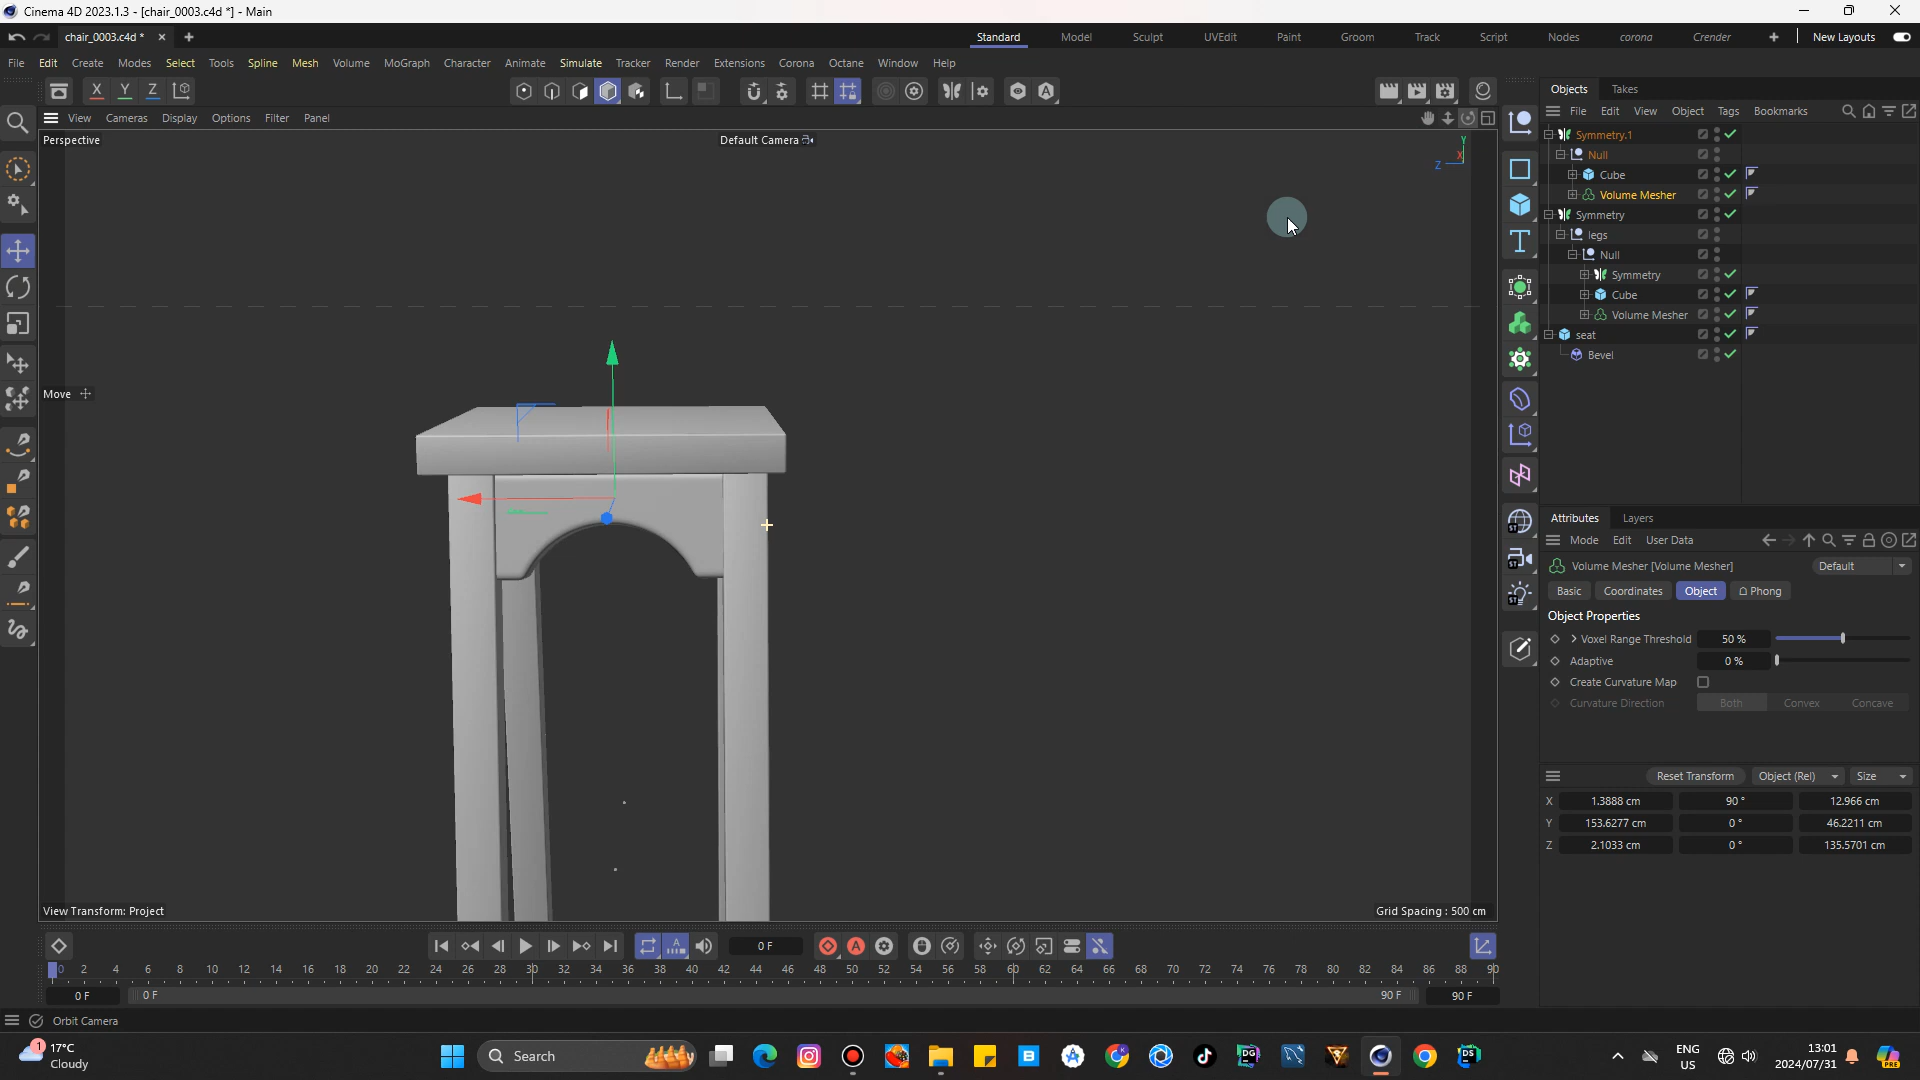 Cinema 4D 2023.1.3 - [chair_0003.c4d *] - Main
chair_0003.c4d *
Standard Model Sculpt UVEdit Paint Groom Track Script Nodes corona Crender New Layouts
File Edit Create Modes Select Tools Spline Mesh Volume MoGraph Character Animate Simulate Tracker Render Extensions Corona Octane Window Help
X Y Z
Objects Takes
View Cameras Display Options Filter Panel
File Edit View Object Tags Bookmarks
Perspective
Default Camera
Y
X
Z
Symmetry.1
Null
Cube
Volume Mesher
Symmetry
legs
Null
Symmetry
Cube
Volume Mesher
seat
Bevel
Move
Attributes Layers
Mode Edit User Data
Volume Mesher [Volume Mesher] Default
Basic Coordinates Object Phong
Object Properties
Voxel Range Threshold 50 %
Adaptive 0 %
Create Curvature Map
Curvature Direction Both Convex Concave
Reset Transform Object (Rel) Size
X 1.3888 cm 90 ° 12.966 cm
Y 153.6277 cm 0 ° 46.2211 cm
Z 2.1033 cm 0 ° 135.5701 cm
View Transform: Project
Grid Spacing : 500 cm
0 F
0 2 4 6 8 10 12 14 16 18 20 22 24 26 28 30 32 34 36 38 40 42 44 46 48 50 52 54 56 58 60 62 64 66 68 70 72 74 76 78 80 82 84 86 88 90
0 F 0 F 90 F 90 F
Orbit Camera
1
17°C
Cloudy
Search
ENG
US
13:01
2024/07/31